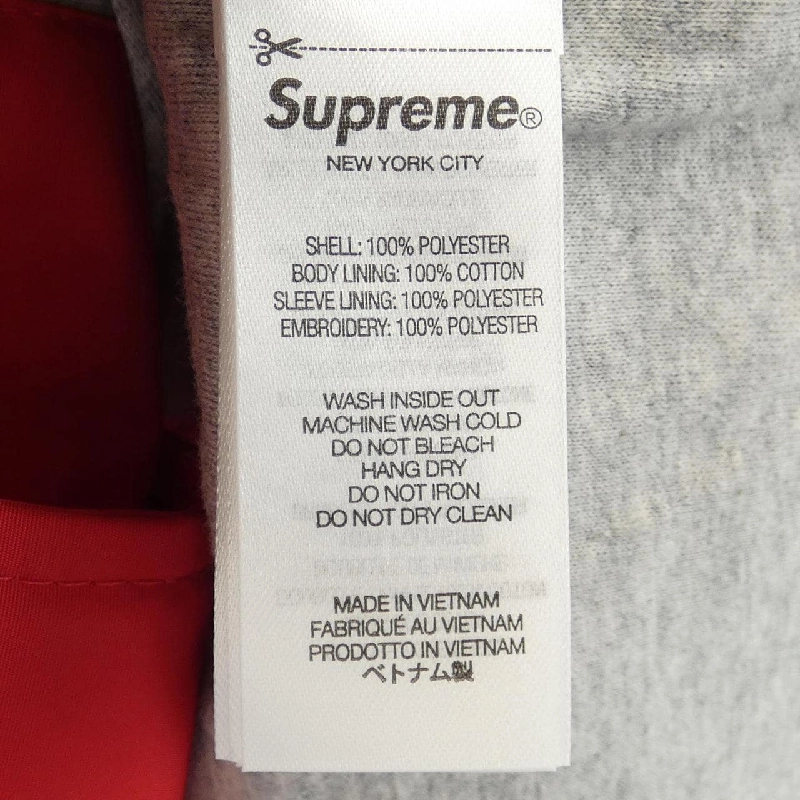 Supreme®
NEW YORK CITY
SHELL: 100% POLYESTER
BODY LINING: 100% COTTON
SLEEVE LINING: 100% POLYESTER
EMBROIDERY: 100% POLYESTER
WASH INSIDE OUT
MACHINE WASH COLD
DO NOT BLEACH
HANG DRY
DO NOT IRON
DO NOT DRY CLEAN
MADE IN VIETNAM
FABRIQUÉ AU VIETNAM
PRODOTTO IN VIETNAM
ベトナム製